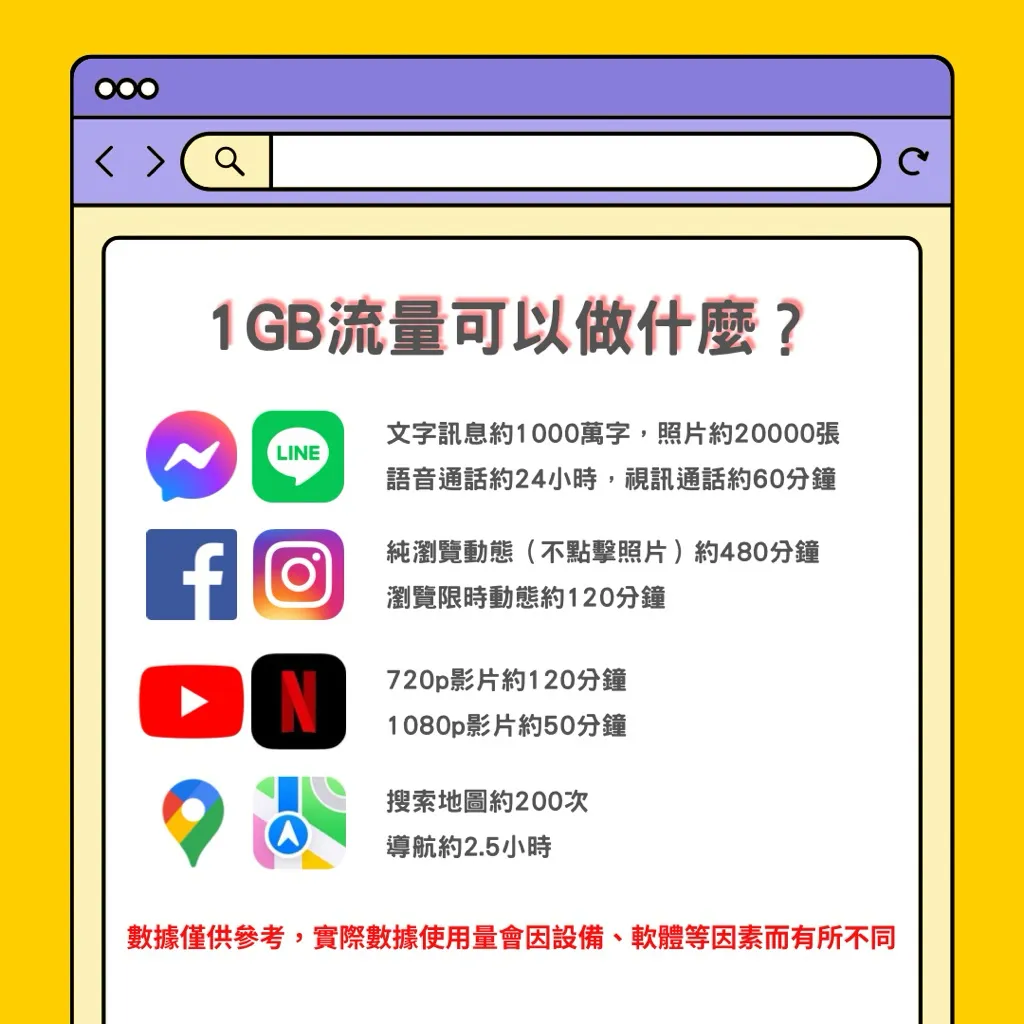 1GB流量可以做什麼？
LINE
文字訊息約1000萬字，照片約20000張
語音通話約24小時，視訊通話約60分鐘
純瀏覽動態（不點擊照片）約480分鐘
瀏覽限時動態約120分鐘
720p影片約120分鐘
1080p影片約50分鐘
搜索地圖約200次
導航約2.5小時
數據僅供參考，實際數據使用量會因設備、軟體等因素而有所不同